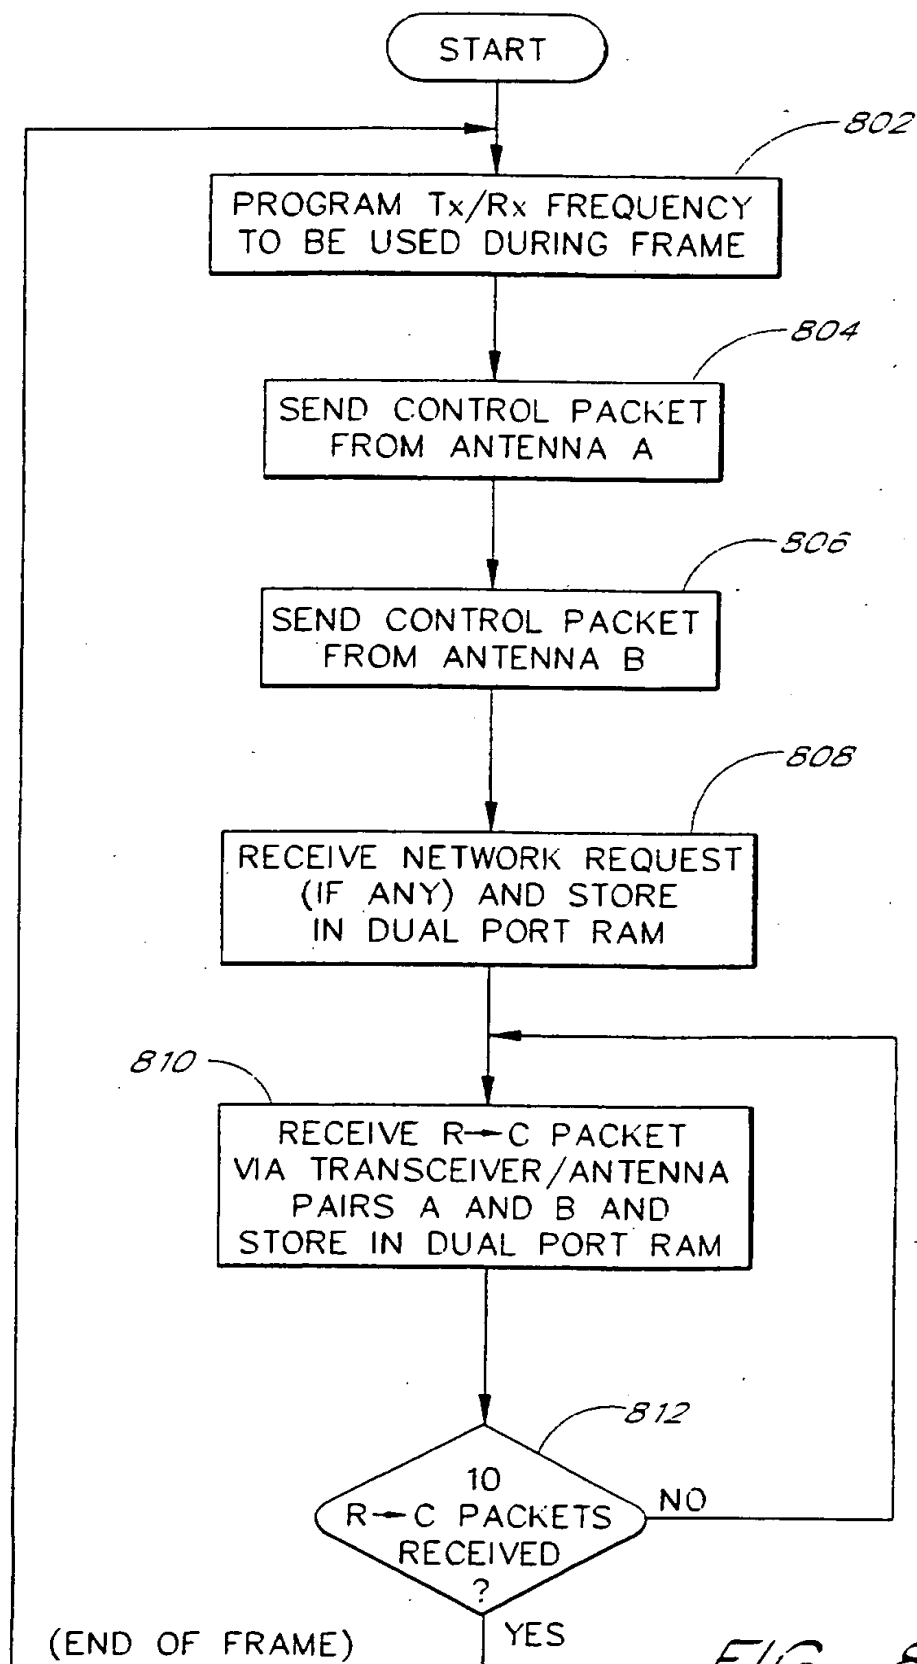 START
802
PROGRAM Tx/Rx FREQUENCY
TO BE USED DURING FRAME
804
SEND CONTROL PACKET
FROM ANTENNA A
806
SEND CONTROL PACKET
FROM ANTENNA B
808
RECEIVE NETWORK REQUEST
(IF ANY) AND STORE
IN DUAL PORT RAM
810
RECEIVE R→C PACKET
VIA TRANSCEIVER/ANTENNA
PAIRS A AND B AND
STORE IN DUAL PORT RAM
812
10
R→C PACKETS
RECEIVED
?
NO
YES
(END OF FRAME)
FIG. 8